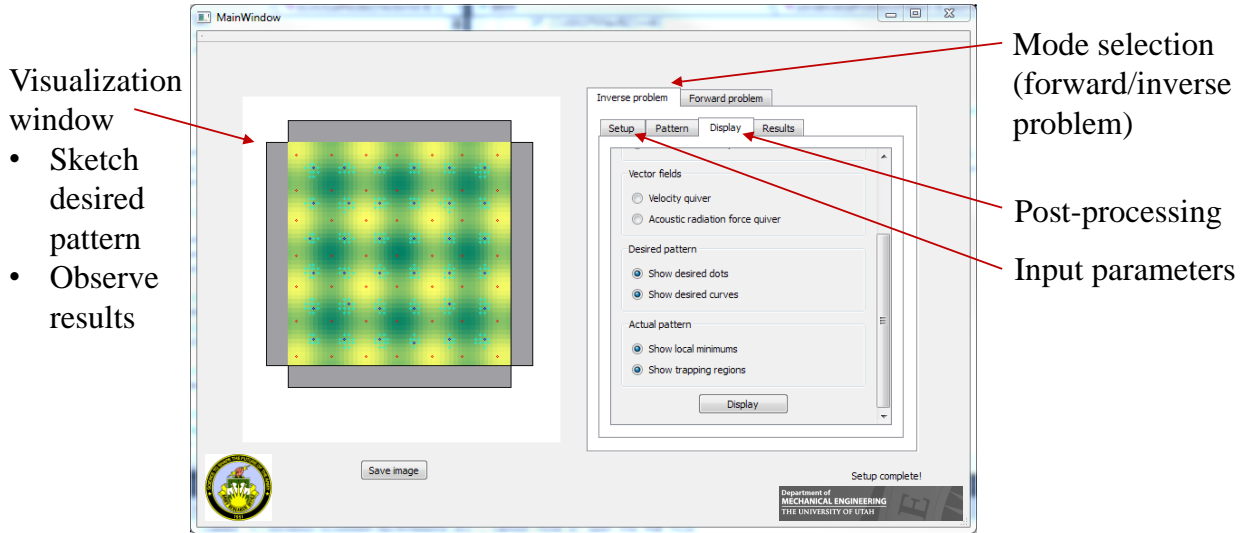 MainWindow
Visualization
window
• Sketch
desired
pattern
• Observe
results
Mode selection
(forward/inverse
problem)
Post-processing
Input parameters
Inverse problem
Forward problem
Setup
Pattern
Display
Results
Vector fields
Velocity quiver
Acoustic radiation force quiver
Desired pattern
Show desired dots
Show desired curves
Actual pattern
Show local minimums
Show trapping regions
Display
Save image
Setup complete!
Department of
MECHANICAL ENGINEERING
THE UNIVERSITY OF UTAH